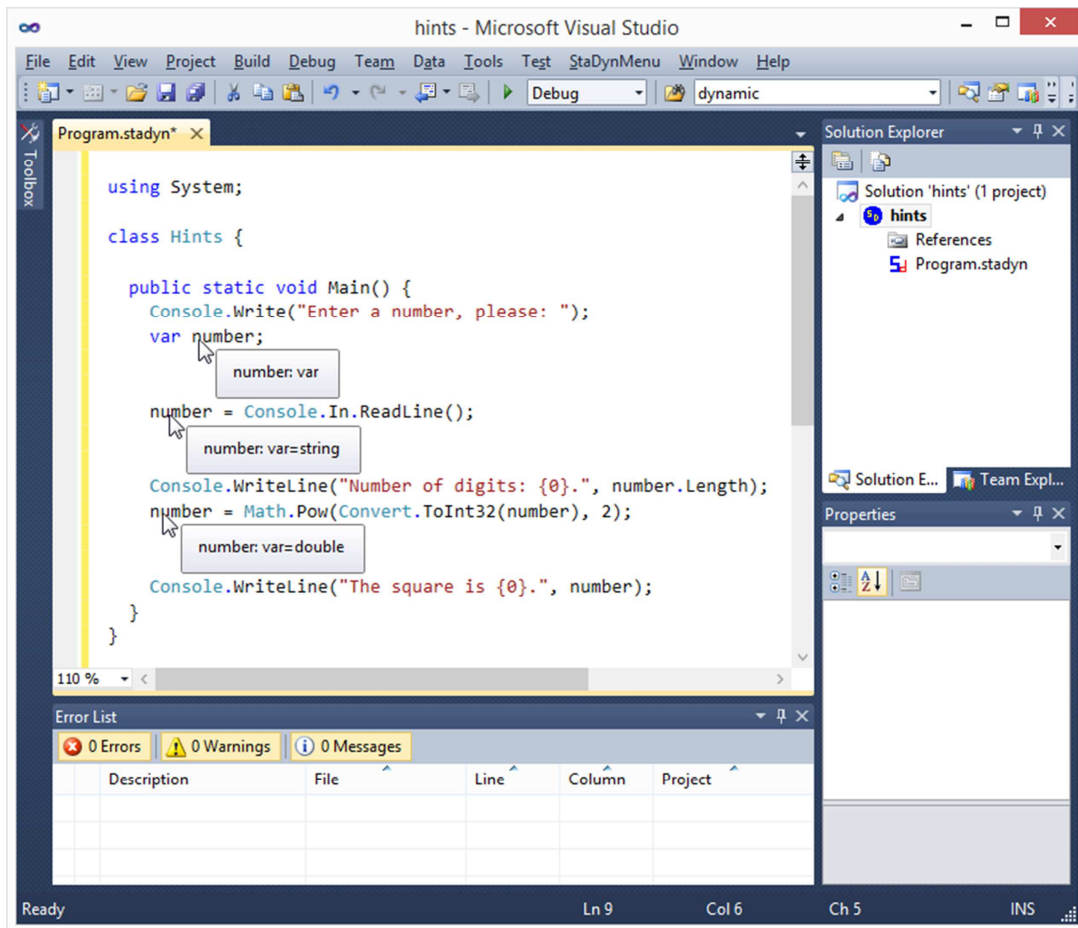 hints - Microsoft Visual Studio
File Edit View Project Build Debug Team Data Tools Test StaDynMenu Window Help
Debug dynamic
Toolbox
Program.stadyn*
using System;
class Hints {
public static void Main() {
Console.Write("Enter a number, please: ");
var number;
number: var
number = Console.In.ReadLine();
number: var=string
Console.WriteLine("Number of digits: {0}.", number.Length);
number = Math.Pow(Convert.ToInt32(number), 2);
number: var=double
Console.WriteLine("The square is {0}.", number);
}
}
110 %
Solution Explorer
Solution 'hints' (1 project)
hints
References
Program.stadyn
Solution E... Team Expl...
Properties
Error List
0 Errors 0 Warnings 0 Messages
Description File Line Column Project
Ready Ln 9 Col 6 Ch 5 INS